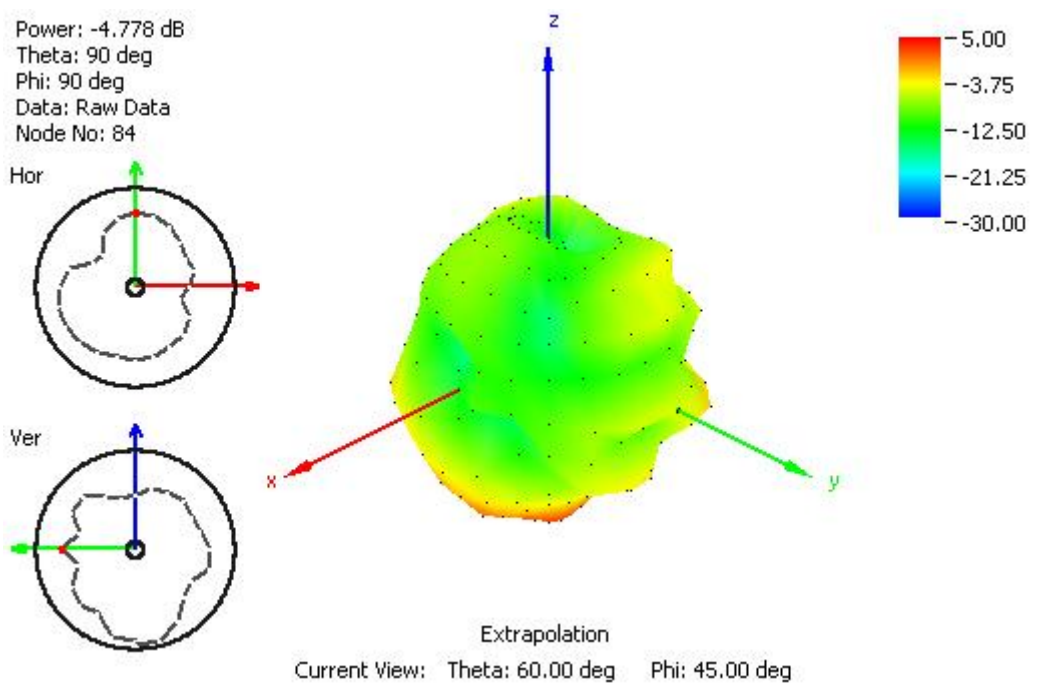 Power: -4.778 dB
Theta: 90 deg
Phi: 90 deg
Data: Raw Data
Node No: 84
Hor
Ver
z
x
y
5.00
-3.75
-12.50
-21.25
-30.00
Extrapolation
Current View: Theta: 60.00 deg Phi: 45.00 deg